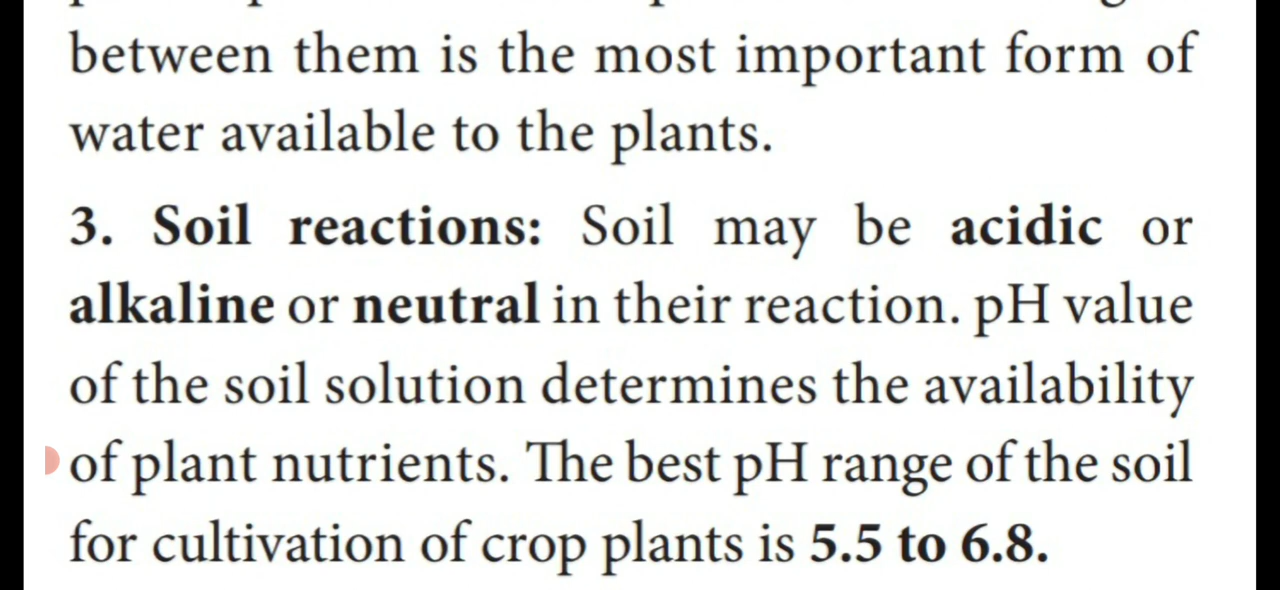 between them is the most important form of
water available to the plants.
3. Soil reactions: Soil may be acidic or
alkaline or neutral in their reaction. pH value
of the soil solution determines the availability
of plant nutrients. The best pH range of the soil
for cultivation of crop plants is 5.5 to 6.8.